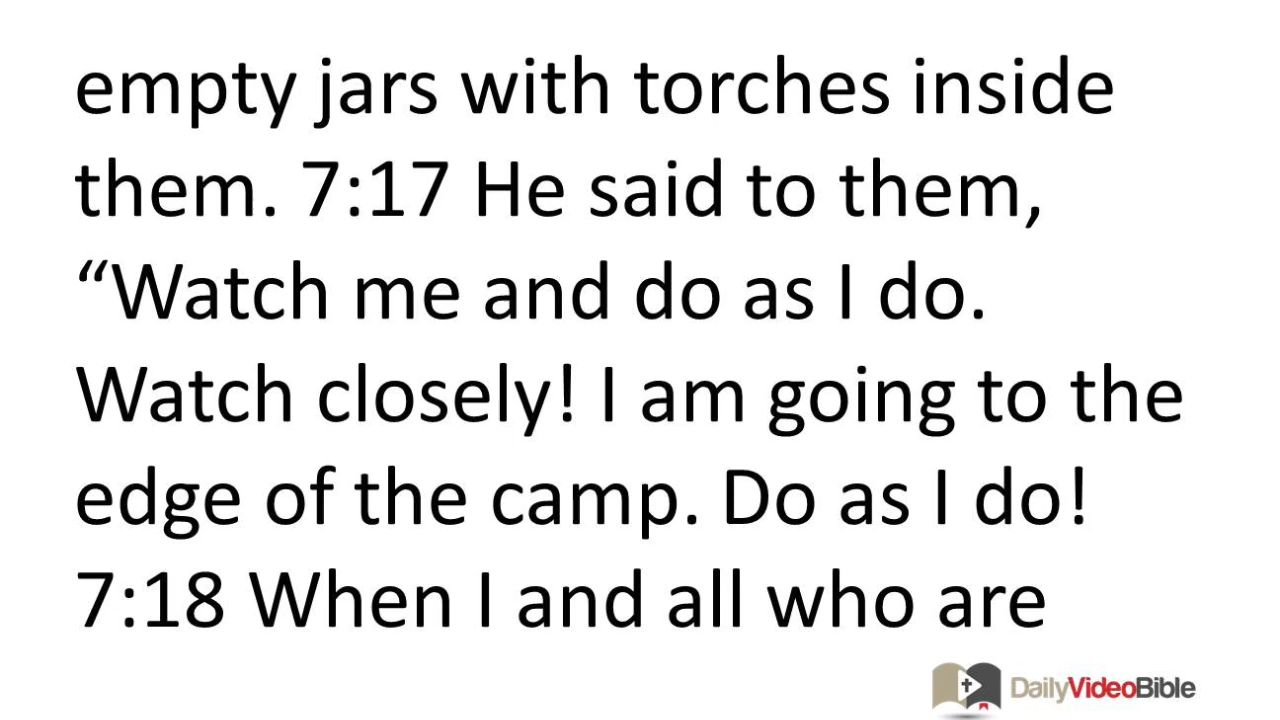 empty jars with torches inside
them. 7:17 He said to them,
“Watch me and do as I do.
Watch closely! I am going to the
edge of the camp. Do as I do!
7:18 When I and all who are
DailyVideoBible